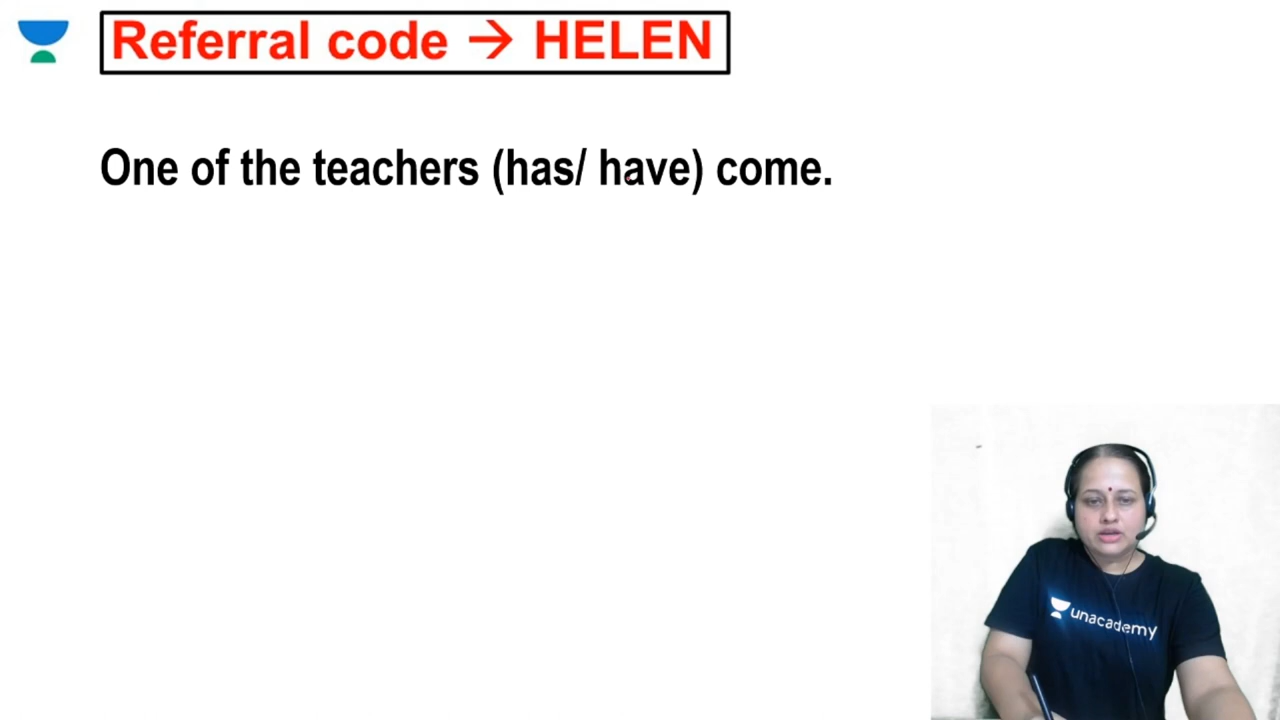 Referral code → HELEN
One of the teachers (has/ have) come.
unacademy